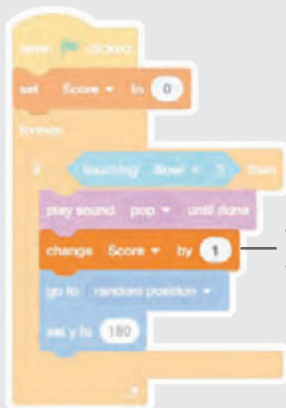 when clicked
set Score to 0
forever
if touching Bowl ? then
play sound pop until done
change Score by 1
go to random position
set y to 180